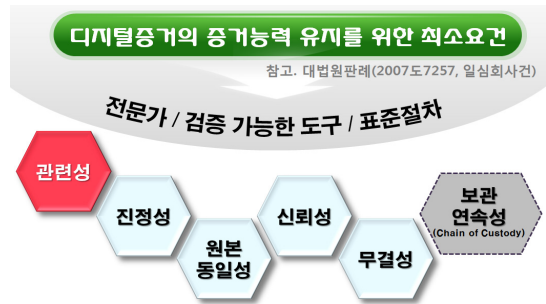 디지털증거의 증거능력 유지를 위한 최소요건
참고. 대법원판례(2007도7257, 일심회사건)
전문가 / 검증 가능한 도구 / 표준절차
관련성
진정성
원본
동일성
신뢰성
무결성
보관
연속성
(Chain of Custody)